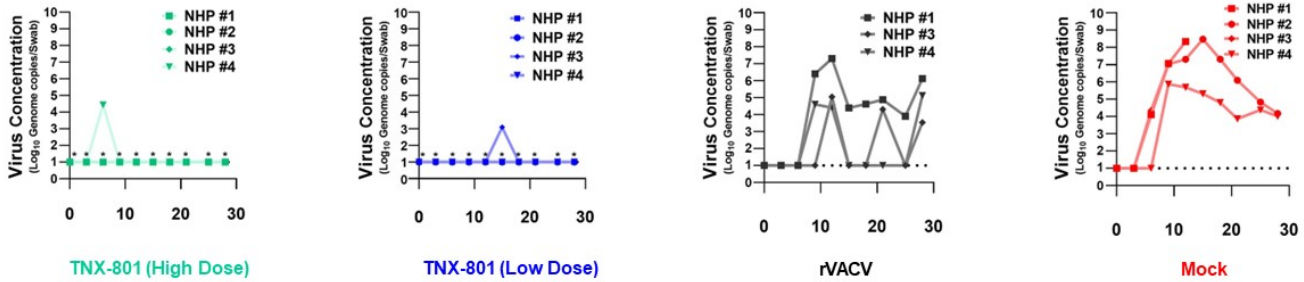 Virus Concentration
(Log10 Genome copies/Swab)
10
9
8
7
6
5
4
3
2
1
0
NHP #1
NHP #2
NHP #3
NHP #4
* * * * * * * * * *
0 10 20 30
TNX-801 (High Dose)
Virus Concentration
(Log10 Genome copies/Swab)
10
9
8
7
6
5
4
3
2
1
0
NHP #1
NHP #2
NHP #3
NHP #4
* * * * * * * * * *
0 10 20 30
TNX-801 (Low Dose)
Virus Concentration
(Log10 Genome copies/Swab)
10
9
8
7
6
5
4
3
2
1
0
NHP #1
NHP #3
NHP #4
0 10 20 30
rVACV
Virus Concentration
(Log10 Genome copies/Swab)
10
9
8
7
6
5
4
3
2
1
0
NHP #1
NHP #2
NHP #3
NHP #4
0 10 20 30
Mock